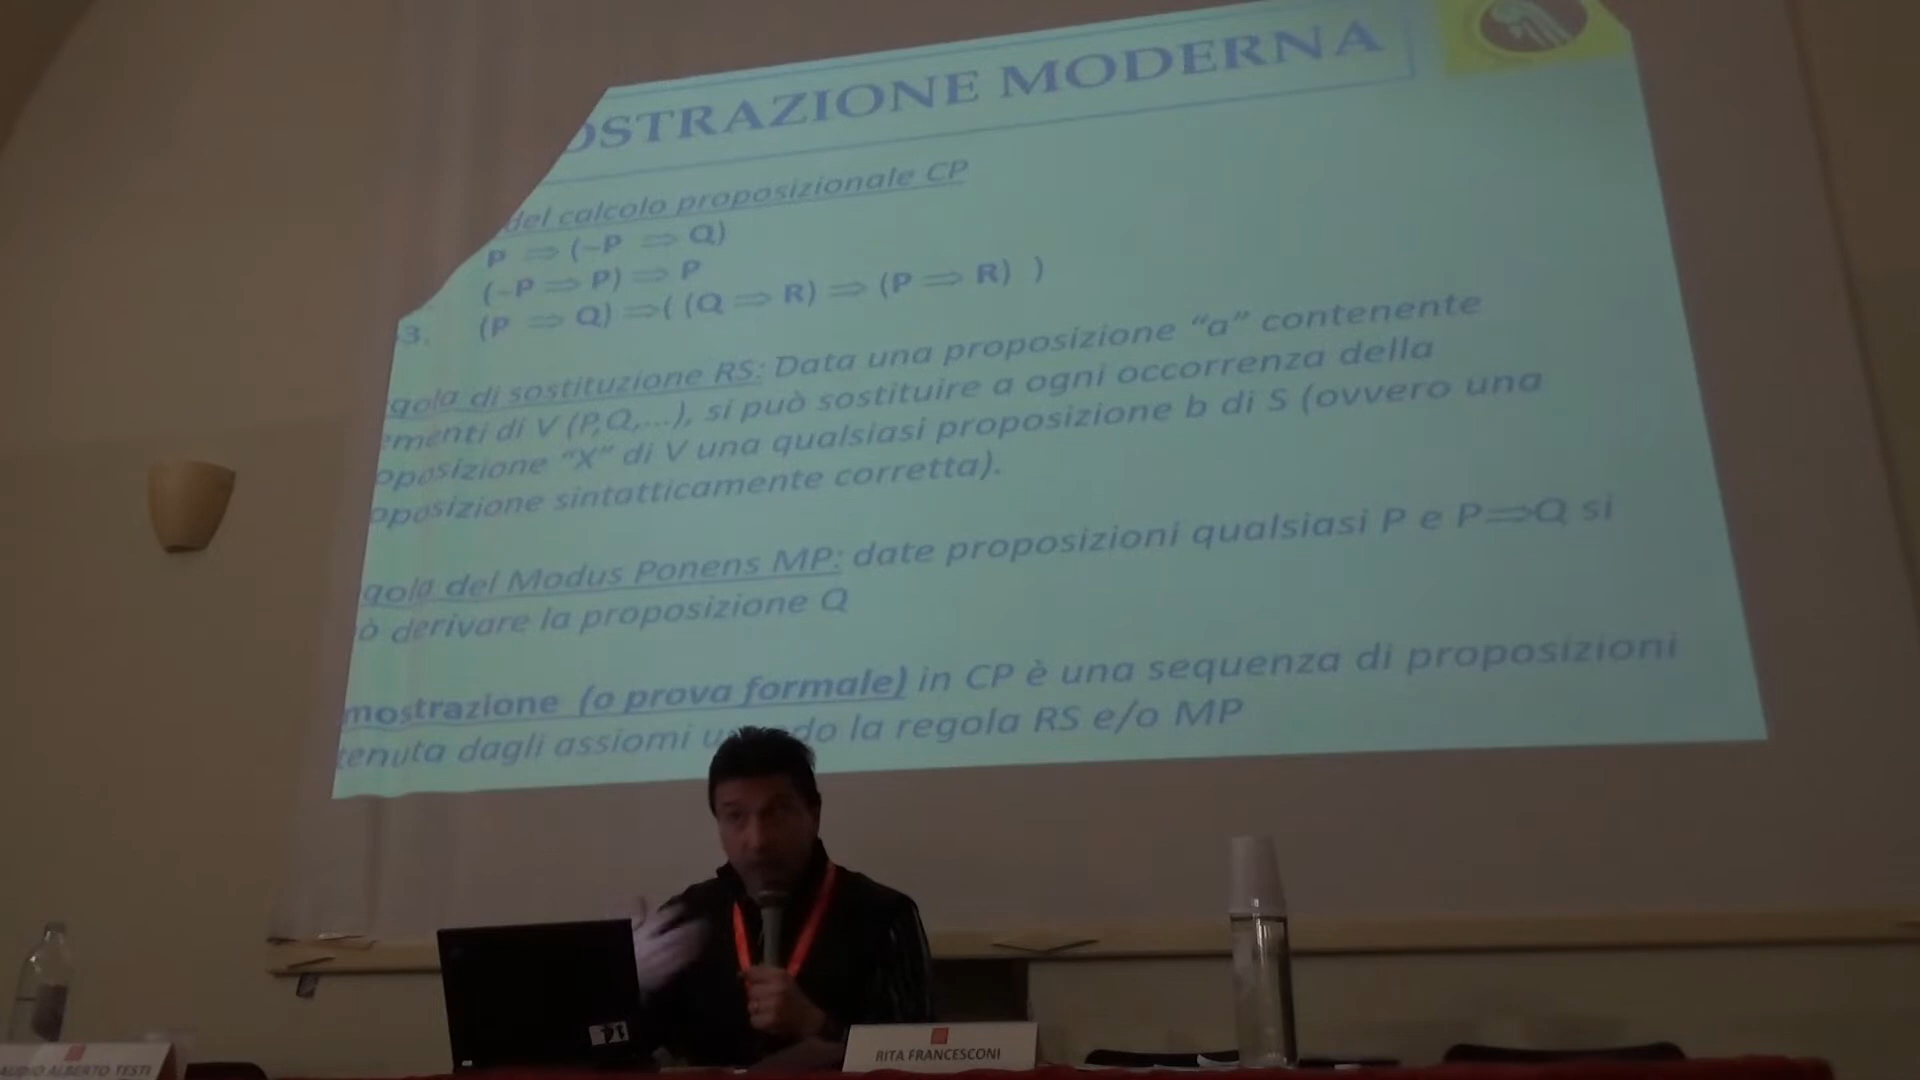 OSTRAZIONE MODERNA
del calcolo proposizionale CP
P ⇒ (~P ⇒ Q)
(~P ⇒ P) ⇒ P
3. (P ⇒ Q) ⇒( (Q ⇒ R) ⇒ (P ⇒ R) )
gola di sostituzione RS: Data una proposizione "a" contenente
ementi di V (P,Q,...), si può sostituire a ogni occorrenza della
oposizione "X" di V una qualsiasi proposizione b di S (ovvero una
oposizione sintatticamente corretta).
gola del Modus Ponens MP: date proposizioni qualsiasi P e P⇒Q si
ò derivare la proposizione Q
mostrazione (o prova formale) in CP è una sequenza di proposizioni
tenuta dagli assiomi u do la regola RS e/o MP
RITA FRANCESCONI
AUDIO ALBERTO TESTI